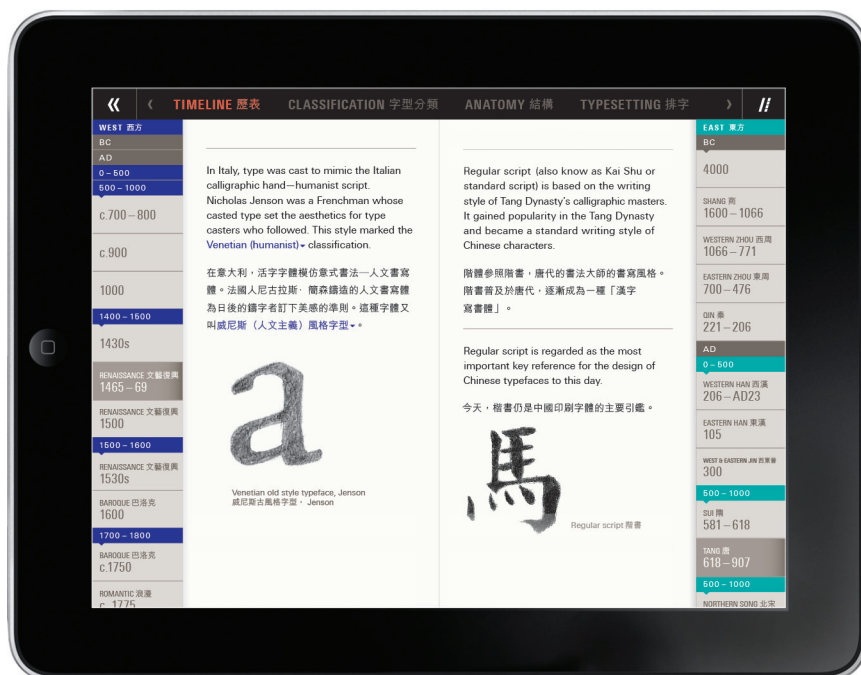 TIMELINE 歷表
CLASSIFICATION 字型分類
ANATOMY 結構
TYPESETTING 排字
WEST 西方
BC
AD
0 – 500
500 – 1000
c.700 – 800
c.900
1000
1400 – 1500
1430s
RENAISSANCE 文藝復興
1465 – 69
RENAISSANCE 文藝復興
1500
1500 – 1600
RENAISSANCE 文藝復興
1530s
BAROQUE 巴洛克
1600
1700 – 1800
BAROQUE 巴洛克
c.1750
ROMANTIC 浪漫
c. 1775
In Italy, type was cast to mimic the Italian
calligraphic hand—humanist script.
Nicholas Jenson was a Frenchman whose
casted type set the aesthetics for type
casters who followed. This style marked the
Venetian (humanist) classification.
在意大利，活字字體模仿意式書法—人文書寫
體。法國人尼古拉斯· 簡森鑄造的人文書寫體
為日後的鑄字者訂下美感的準則。這種字體又
叫威尼斯（人文主義）風格字型。
a
Venetian old style typeface, Jenson
威尼斯古風格字型， Jenson
Regular script (also know as Kai Shu or
standard script) is based on the writing
style of Tang Dynasty's calligraphic masters.
It gained popularity in the Tang Dynasty
and became a standard writing style of
Chinese characters.
階體參照階書，唐代的書法大師的書寫風格。
階書普及於唐代，逐漸成為一種「漢字
寫書體」。
Regular script is regarded as the most
important key reference for the design of
Chinese typefaces to this day.
今天，楷書仍是中國印刷字體的主要引鑑。
馬
Regular script 階書
EAST 東方
BC
4000
SHANG 商
1600 – 1066
WESTERN ZHOU 西周
1066 – 771
EASTERN ZHOU 東周
700 – 476
QIN 秦
221 – 206
AD
0 – 500
WESTERN HAN 西漢
206 – AD23
EASTERN HAN 東漢
105
WEST & EASTERN JIN 西東晉
300
500 – 1000
SUI 隋
581 – 618
TANG 唐
618 – 907
500 – 1000
NORTHERN SONG 北宋